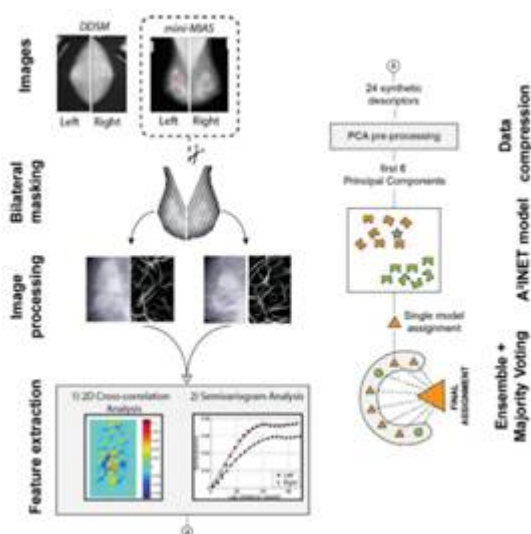 Images
DDSM
mini-MIAS
Left Right
Left Right
Bilateral
masking
Image
processing
Feature extraction
1) 2D Cross-correlation
Analysis
2) Semivariogram Analysis
Left
Right
24 synthetic
descriptors
PCA pre-processing
first 6
Principal Components
Data
compression
A³INET model
Single model
assignment
FINAL
ASSIGNMENT
Ensemble +
Majority Voting